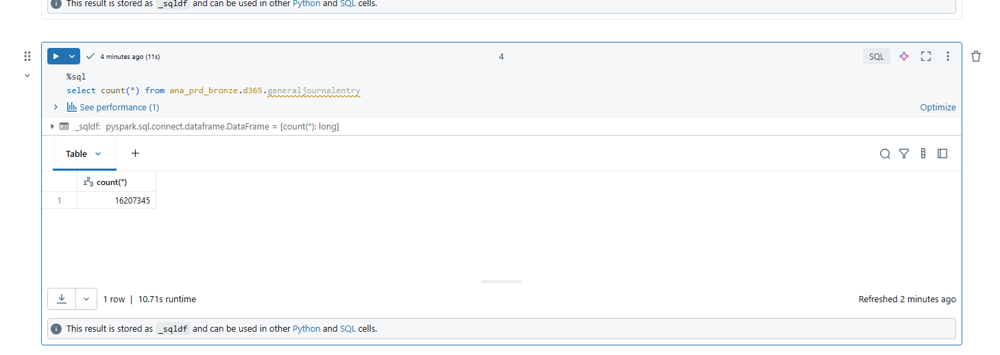 This result is stored as _sqldf and can be used in other Python and SQL cells.
4 minutes ago (11s)
4
SQL
%sql
select count(*) from ana_prd_bronze.d365.generaljournalentry
See performance (1)
Optimize
_sqldf: pyspark.sql.connect.dataframe.DataFrame = [count(*): long]
Table
+
123 count(*)
1 16207345
1 row | 10.71s runtime
Refreshed 2 minutes ago
This result is stored as _sqldf and can be used in other Python and SQL cells.